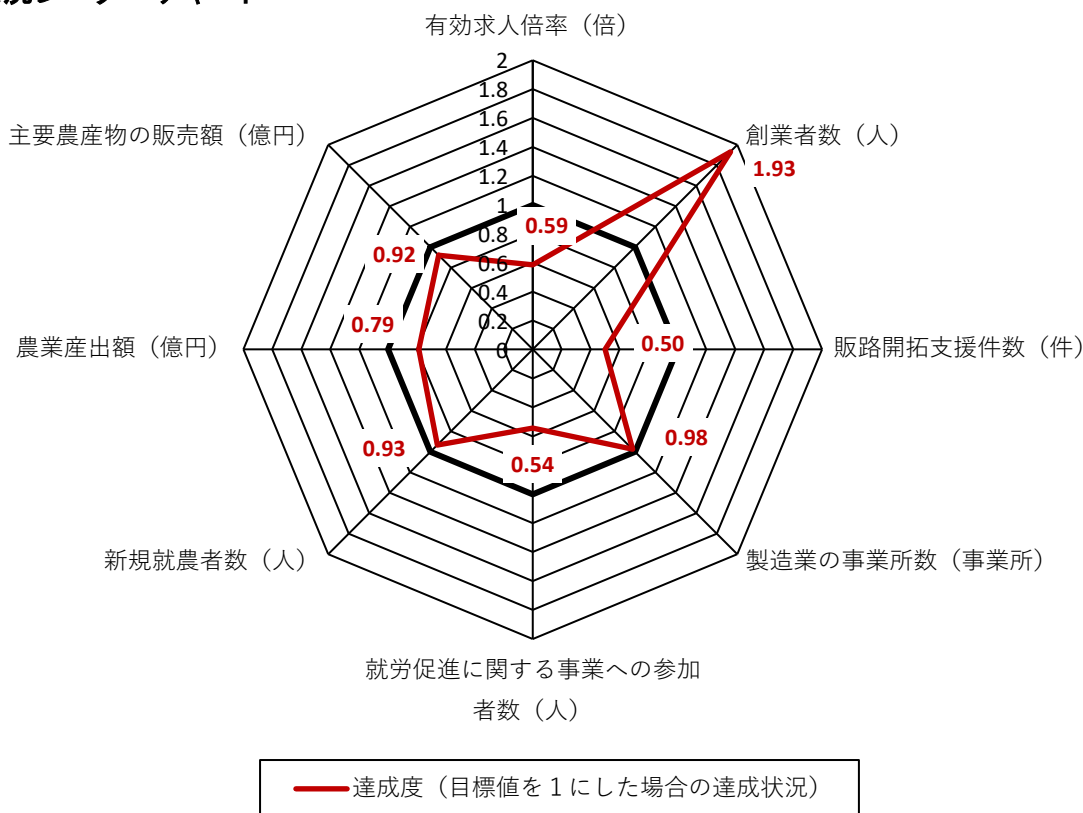 有効求人倍率（倍）
2
1.8
1.6
1.4
1.2
1
0.8
0.6
0.4
0.2
0
主要農産物の販売額（億円）
創業者数（人）
1.93
0.59
0.92
0.79
0.50
農業産出額（億円）
販路開拓支援件数（件）
0.93
0.98
0.54
新規就農者数（人）
製造業の事業所数（事業所）
就労促進に関する事業への参加
者数（人）
達成度（目標値を１にした場合の達成状況）